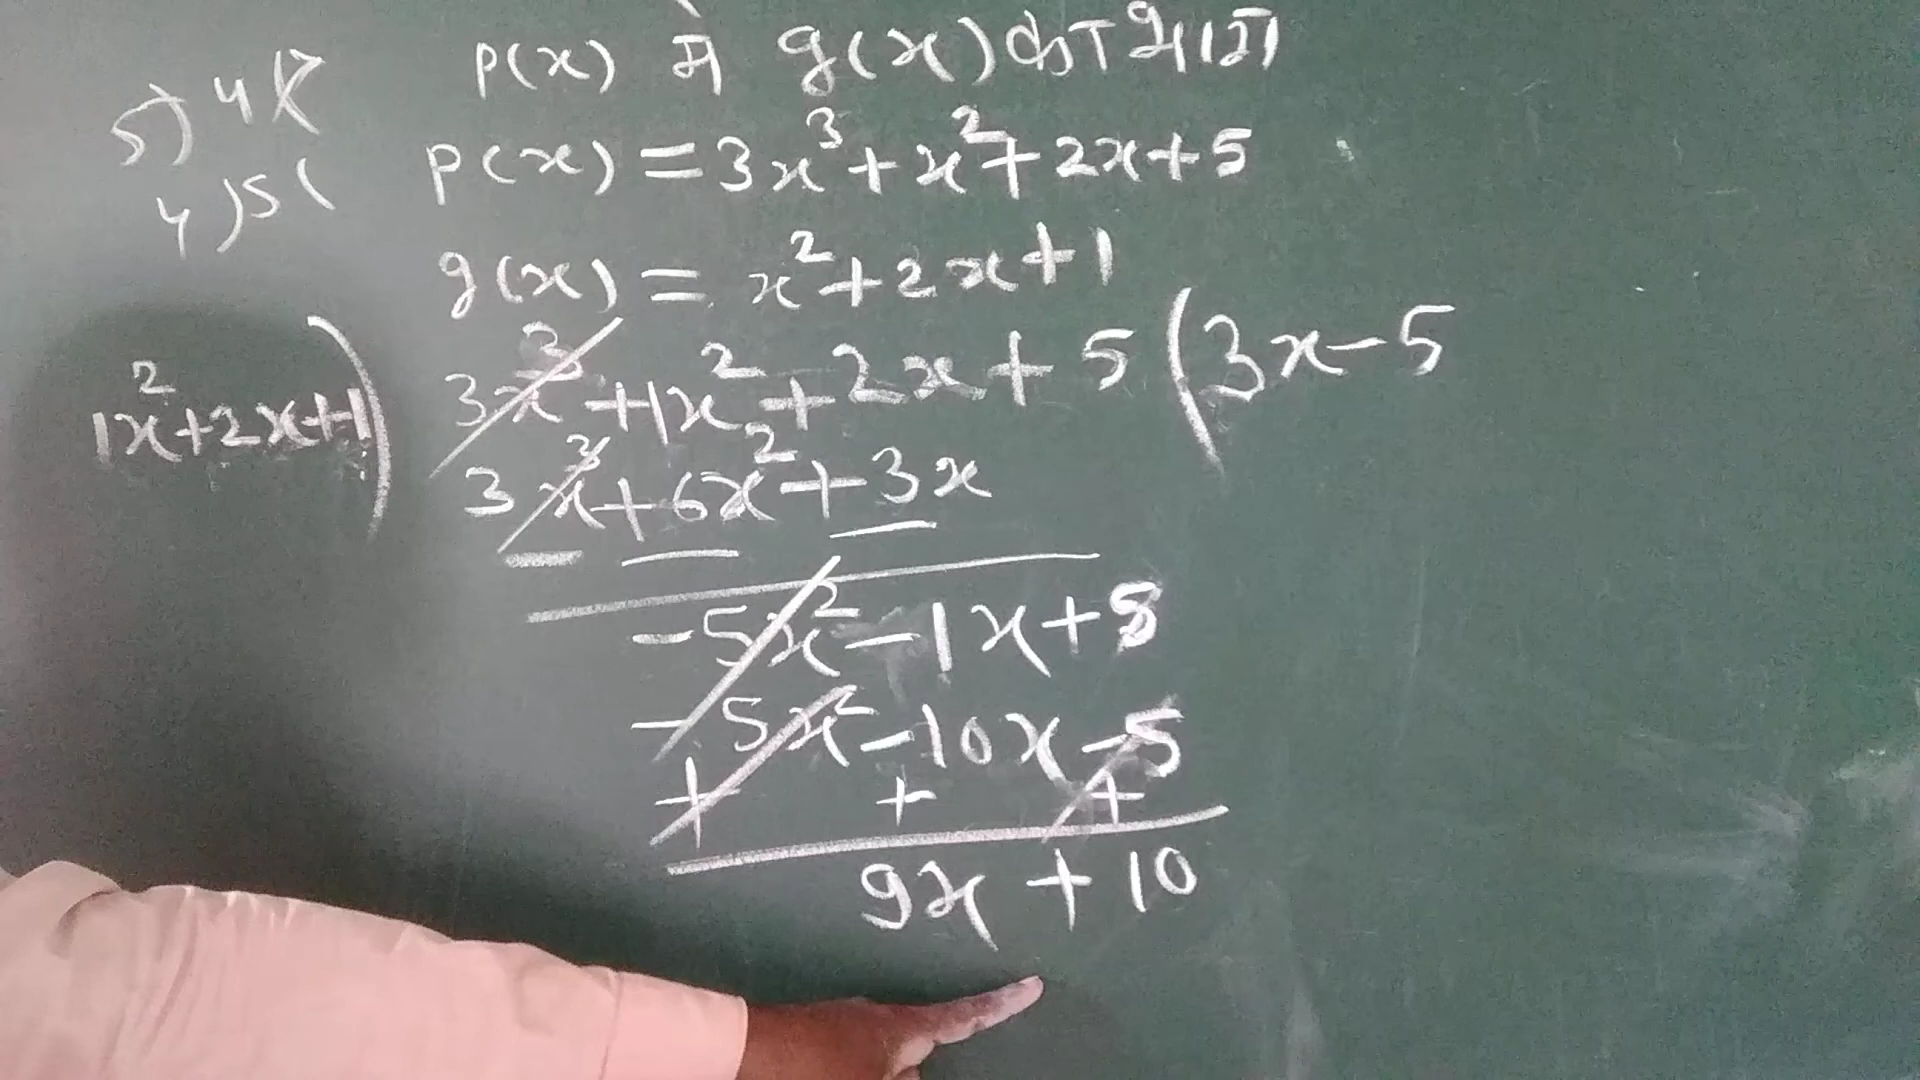 p(x) में g(x) का भाग
5) 4 (
4 ) 5 (
p(x) = 3x³ + x² + 2x + 5
g(x) = x² + 2x + 1
1x² + 2x + 1 ) 3x³ + 1x² + 2x + 5 ( 3x - 5
3x³ + 6x² + 3x
- 5x² - 1x + 5
- 5x² - 10x - 5
+ + +
9x + 10